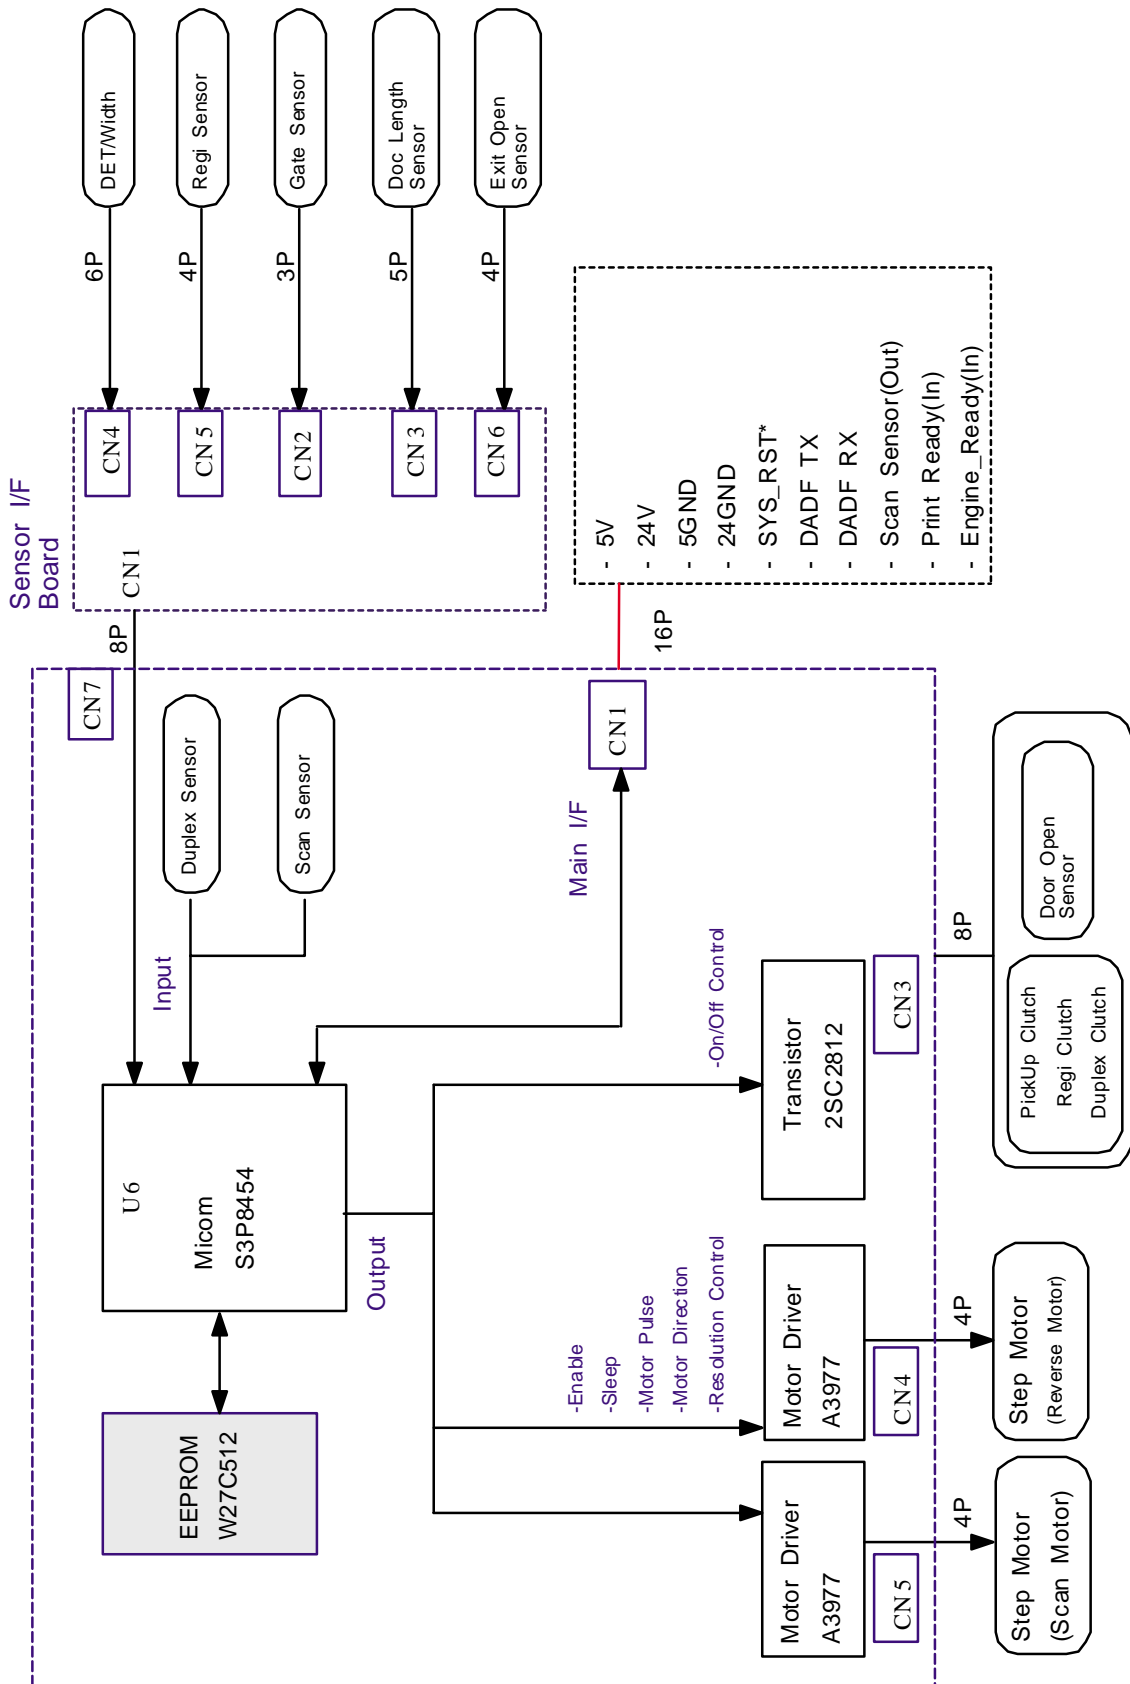 EEPROM
W27C512
U6
Micom
S3P8454
Input
Output
Duplex Sensor
Scan Sensor
CN7
8P
Sensor I/F
Board
CN1
CN4
CN5
CN2
CN3
CN6
6P
4P
3P
5P
4P
DET/Width
Regi Sensor
Gate Sensor
Doc Length
Sensor
Exit Open
Sensor
Main I/F
CN1
16P
- 5V
- 24V
- 5GND
- 24GND
- SYS_RST*
- DADF TX
- DADF RX
- Scan Sensor(Out)
- Print Ready(In)
- Engine_Ready(In)
-Enable
-Sleep
-Motor Pulse
-Motor Direction
-Resolution Control
-On/Off Control
Motor Driver
A3977
CN5
4P
Step Motor
(Scan Motor)
Motor Driver
A3977
CN4
4P
Step Motor
(Reverse Motor)
Transistor
2SC2812
CN3
8P
PickUp Clutch
Regi Clutch
Duplex Clutch
Door Open
Sensor